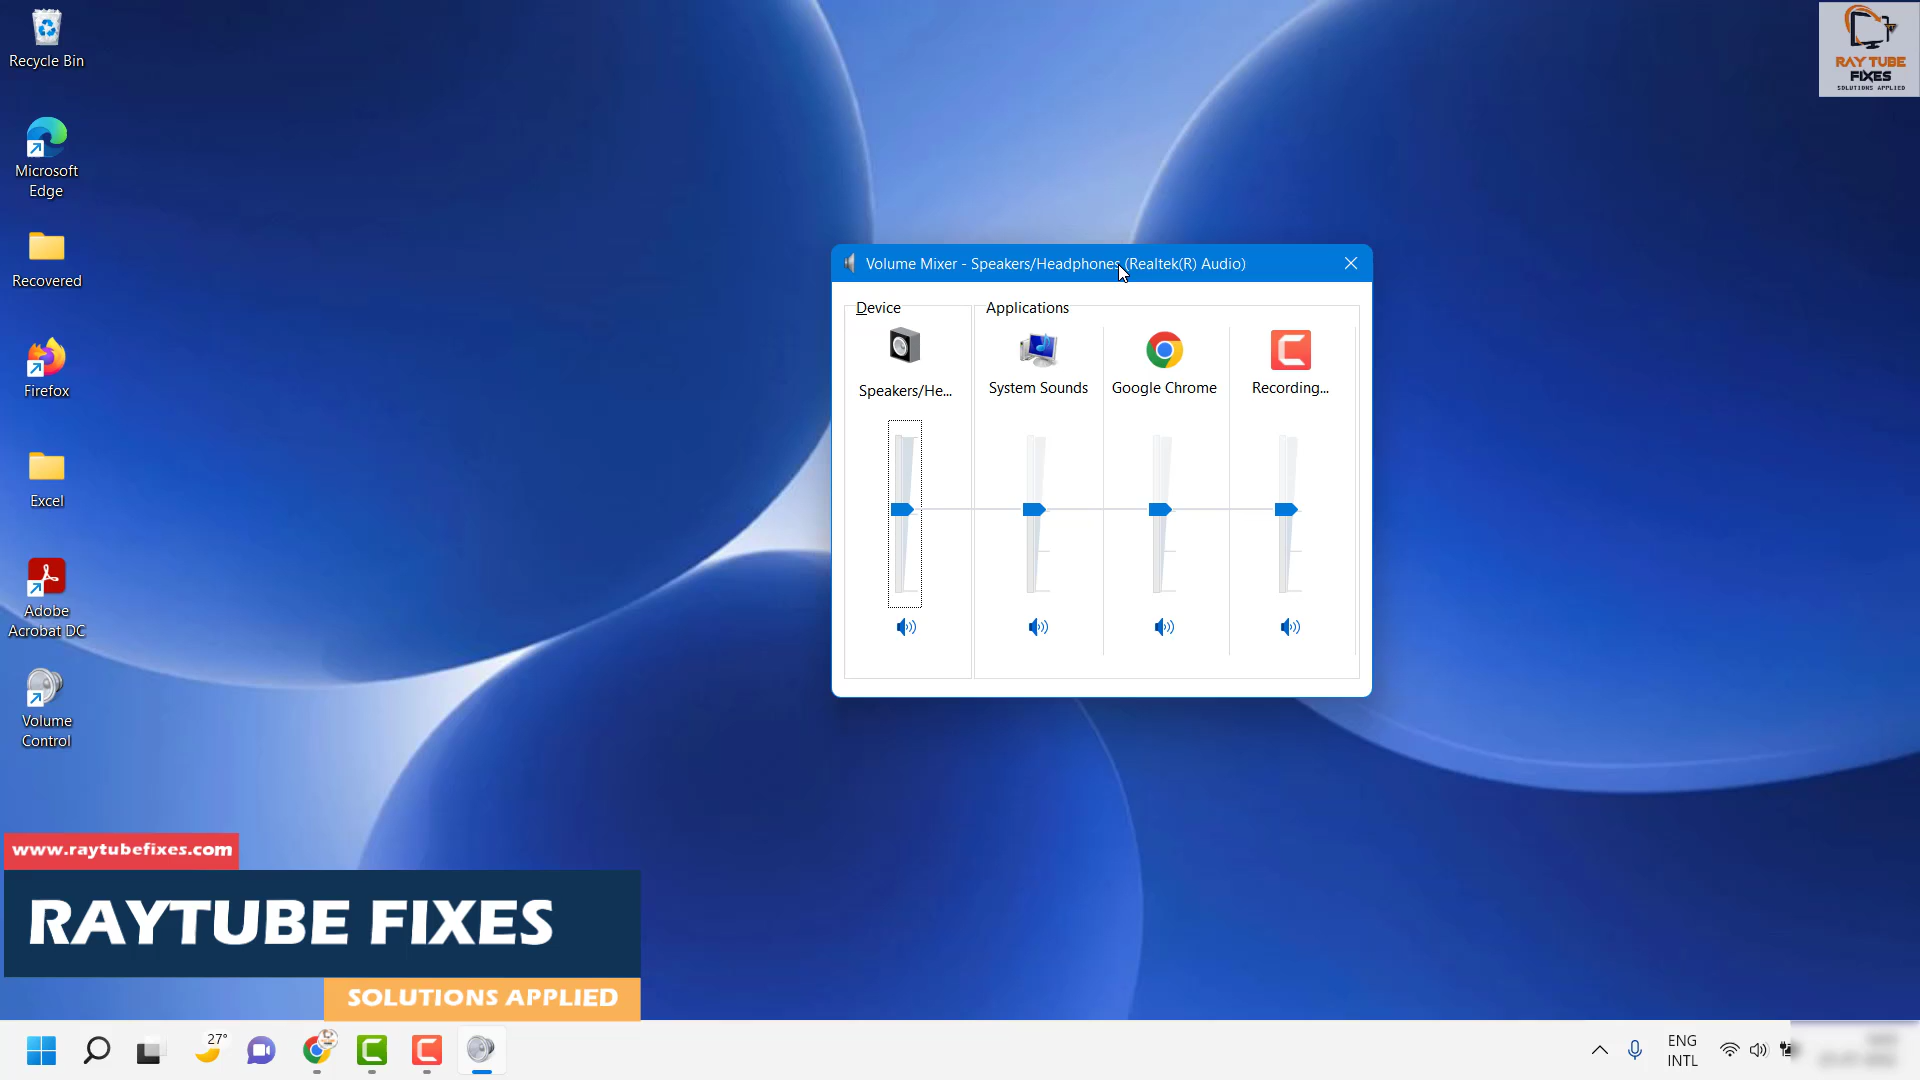 Recycle Bin
Microsoft
Edge
Recovered
Firefox
Excel
Adobe
Acrobat DC
Volume
Control
RAY TUBE
FIXES
SOLUTIONS APPLIED
Volume Mixer - Speakers/Headphones (Realtek(R) Audio)
Device
Applications
Speakers/He...
System Sounds
Google Chrome
Recording...
www.raytubefixes.com
RAYTUBE FIXES
SOLUTIONS APPLIED
27°
ENG
INTL